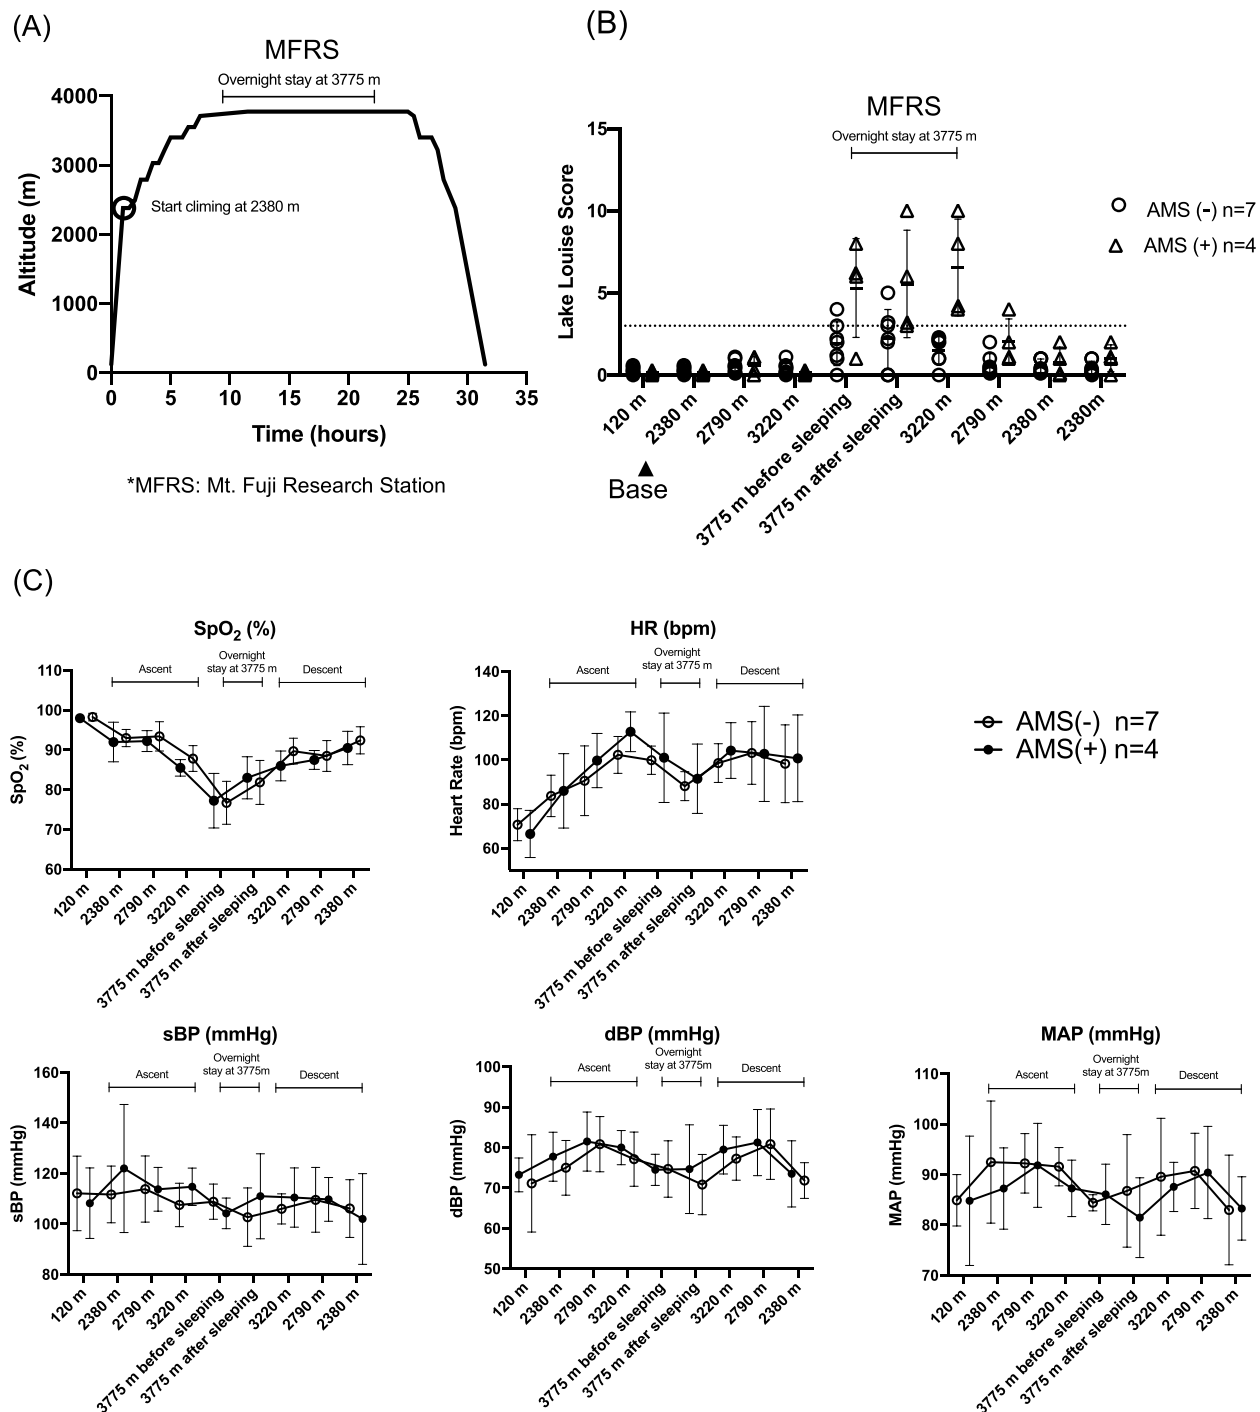 (A)
MFRS
Overnight stay at 3775 m
4000
3000
2000
1000
0
Altitude (m)
Start climing at 2380 m
0 5 10 15 20 25 30 35
Time (hours)
*MFRS: Mt. Fuji Research Station
(B)
MFRS
Overnight stay at 3775 m
15
10
5
0
Lake Louise Score
AMS (-) n=7
AMS (+) n=4
120 m
2380 m
2790 m
3220 m
3775 m before sleeping
3775 m after sleeping
3220 m
2790 m
2380 m
2380m
Base
(C)
SpO2 (%)
Ascent
Overnight
stay at 3775 m
Descent
110
100
90
80
70
60
SpO2 (%)
120 m
2380 m
2790 m
3220 m
3775 m before sleeping
3775 m after sleeping
3220 m
2790 m
2380 m
HR (bpm)
Ascent
Overnight
stay at 3775 m
Descent
140
120
100
80
60
Heart Rate (bpm)
120 m
2380 m
2790 m
3220 m
3775 m before sleeping
3775 m after sleeping
3220 m
2790 m
2380 m
AMS(-) n=7
AMS(+) n=4
sBP (mmHg)
Ascent
Overnight
stay at 3775m
Descent
160
140
120
100
80
sBP (mmHg)
120 m
2380 m
2790 m
3220 m
3775 m before sleeping
3775 m after sleeping
3220 m
2790 m
2380 m
dBP (mmHg)
Ascent
Overnight
stay at 3775 m
Descent
100
90
80
70
60
50
dBP (mmHg)
120 m
2380 m
2790 m
3220 m
3775 m before sleeping
3775 m after sleeping
3220 m
2790 m
2380 m
MAP (mmHg)
Ascent
Overnight
stay at 3775m
Descent
110
100
90
80
70
MAP (mmHg)
120 m
2380 m
2790 m
3220 m
3775 m before sleeping
3775 m after sleeping
3220 m
2790 m
2380 m